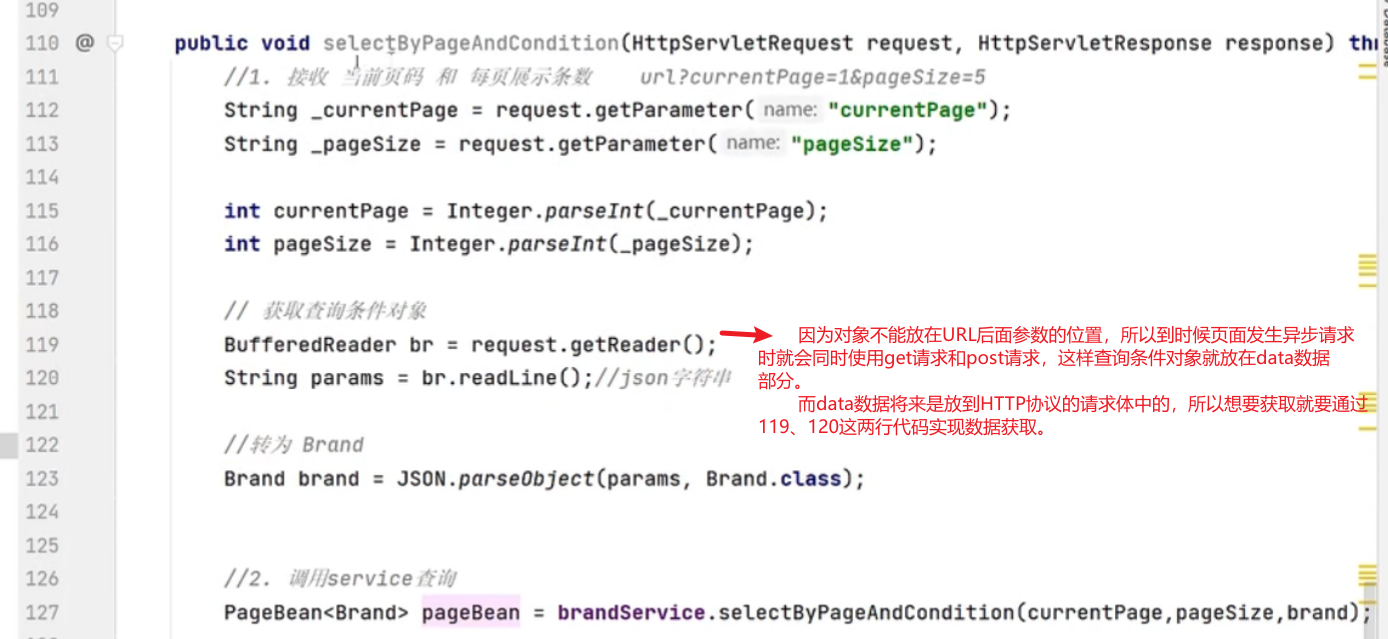 109
110 @ public void selectByPageAndCondition(HttpServletRequest request, HttpServletResponse response) thr
111 //1. 接收 当前页码 和 每页展示条数 url?currentPage=1&pageSize=5
112 String _currentPage = request.getParameter( name: "currentPage");
113 String _pageSize = request.getParameter( name: "pageSize");
114
115 int currentPage = Integer.parseInt(_currentPage);
116 int pageSize = Integer.parseInt(_pageSize);
117
118 // 获取查询条件对象
119 BufferedReader br = request.getReader();
120 String params = br.readLine();//json字符串
121
122 //转为 Brand
123 Brand brand = JSON.parseObject(params, Brand.class);
124
125
126 //2. 调用service查询
127 PageBean<Brand> pageBean = brandService.selectByPageAndCondition(currentPage,pageSize,brand);
因为对象不能放在URL后面参数的位置，所以到时候页面发生异步请求
时就会同时使用get请求和post请求，这样查询条件对象就放在data数据
部分。
而data数据将来是放到HTTP协议的请求体中的，所以想要获取就要通过
119、120这两行代码实现数据获取。